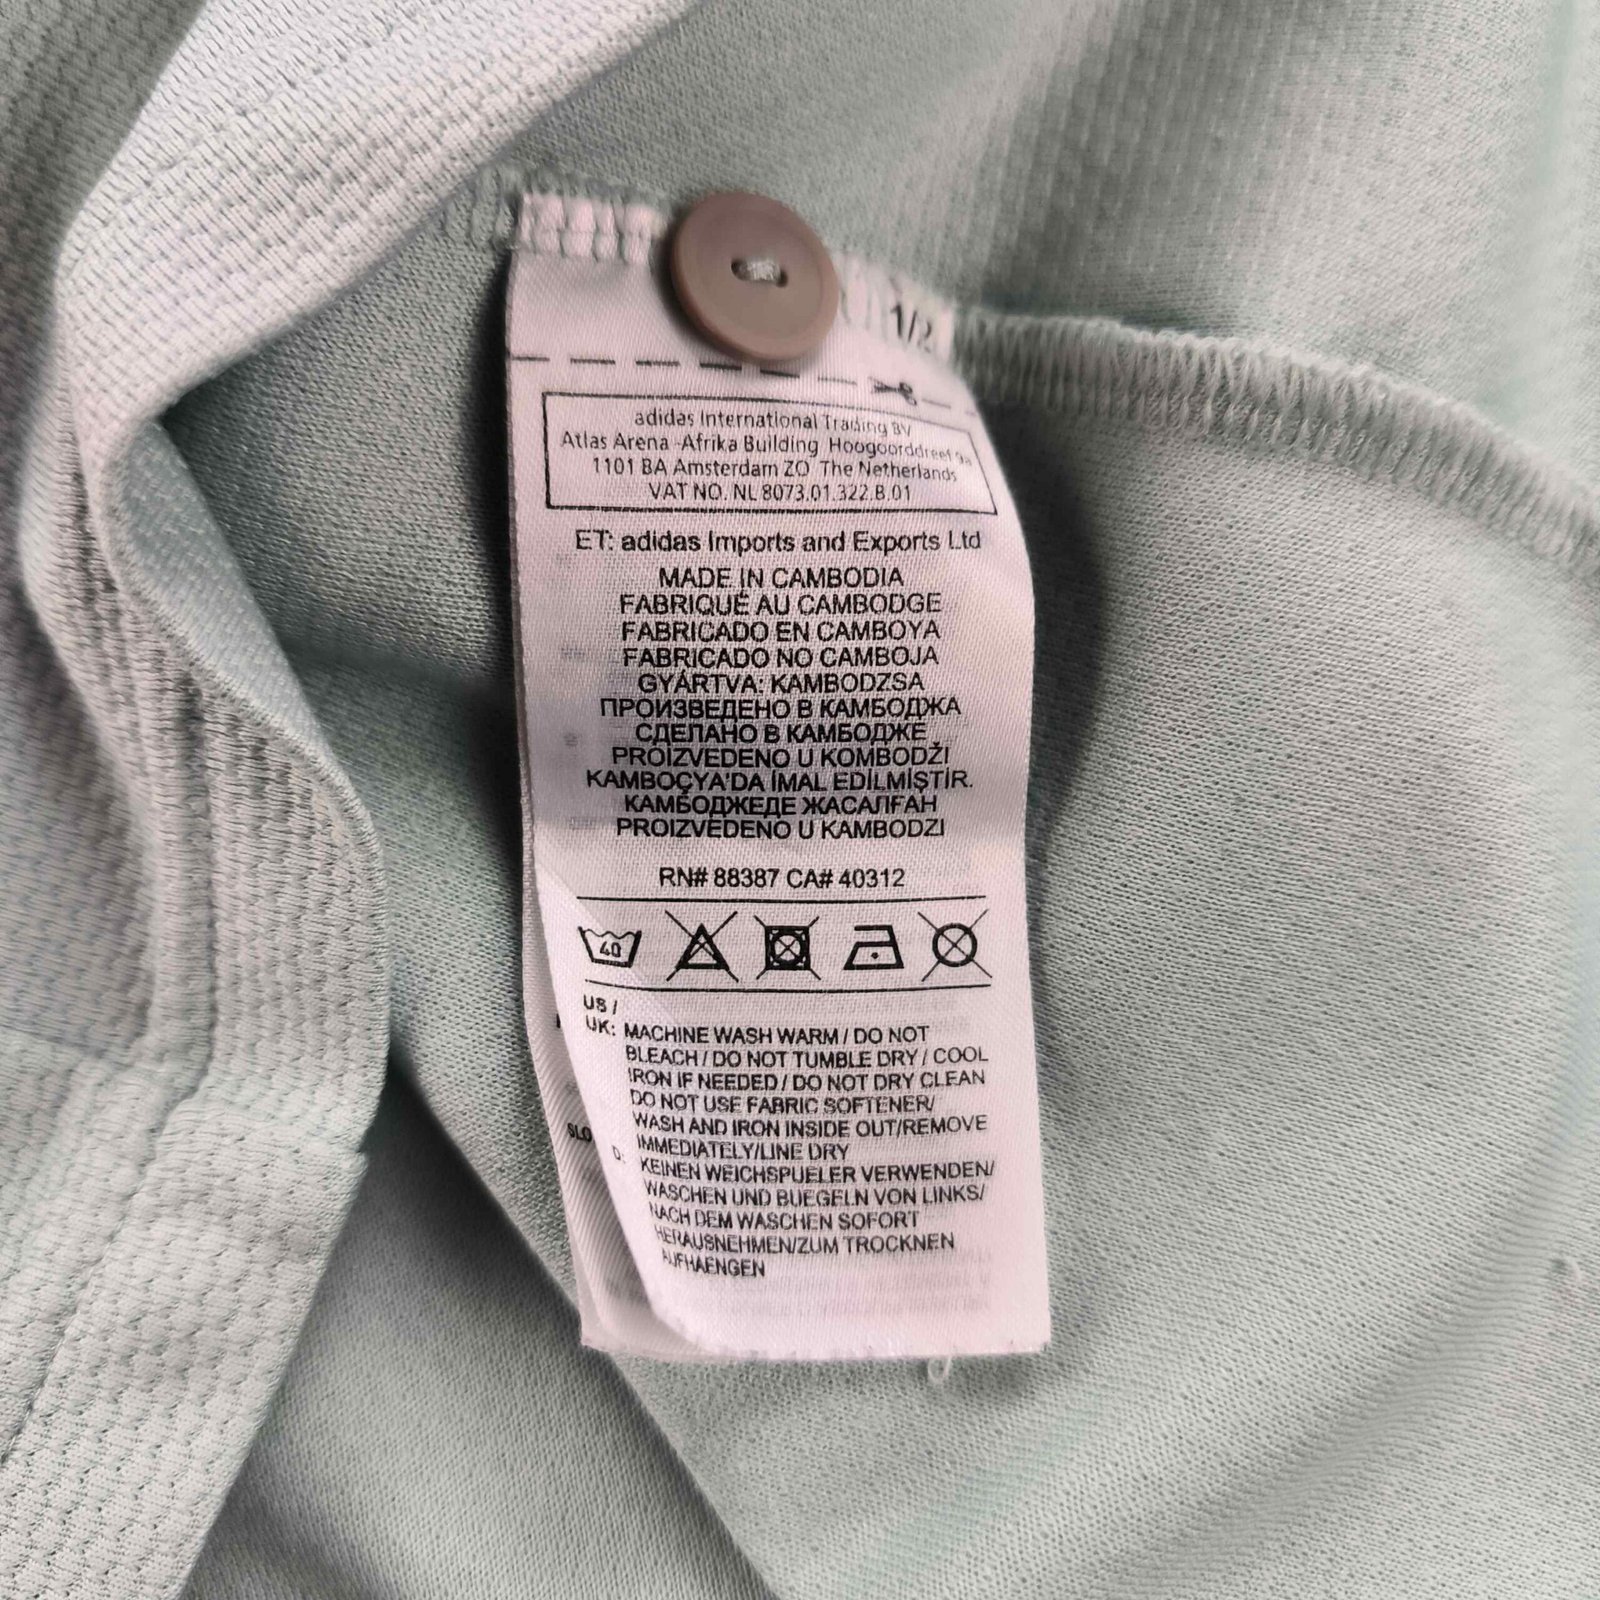 1/2
adidas International Trading BV
Atlas Arena -Afrika Building Hoogoorddreef 9a
1101 BA Amsterdam ZO The Netherlands
VAT NO. NL 8073.01.322.B.01
ET: adidas Imports and Exports Ltd
MADE IN CAMBODIA
FABRIQUÉ AU CAMBODGE
FABRICADO EN CAMBOYA
FABRICADO NO CAMBOJA
GYÁRTVA: KAMBODZSA
ПРОИЗВЕДЕНО В КАМБОДЖА
СДЕЛАНО В КАМБОДЖЕ
PROIZVEDENO U KOMBODŽI
KAMBOÇYA'DA İMAL EDİLMİŞTİR.
КАМБОДЖЕДЕ ЖАСАЛҒАН
PROIZVEDENO U KAMBODZI
RN# 88387 CA# 40312
40
US /
UK: MACHINE WASH WARM / DO NOT
BLEACH / DO NOT TUMBLE DRY / COOL
IRON IF NEEDED / DO NOT DRY CLEAN
DO NOT USE FABRIC SOFTENER/
WASH AND IRON INSIDE OUT/REMOVE
IMMEDIATELY/LINE DRY
D: KEINEN WEICHSPUELER VERWENDEN/
WASCHEN UND BUEGELN VON LINKS/
NACH DEM WASCHEN SOFORT
HERAUSNEHMEN/ZUM TROCKNEN
AUFHAENGEN
SLO